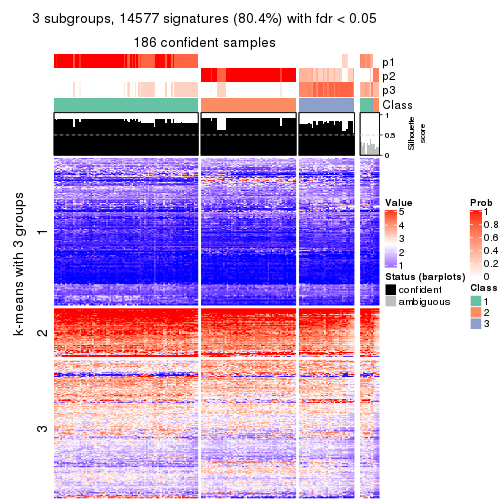 3 subgroups, 14577 signatures (80.4%) with fdr < 0.05
186 confident samples
p1
p2
p3
Class
1
0.5
0
Silhouette
score
k-means with 3 groups
1
2
3
Value
5
4
3
2
1
Status (barplots)
confident
ambiguous
Prob
1
0.8
0.6
0.4
0.2
0
Class
1
2
3